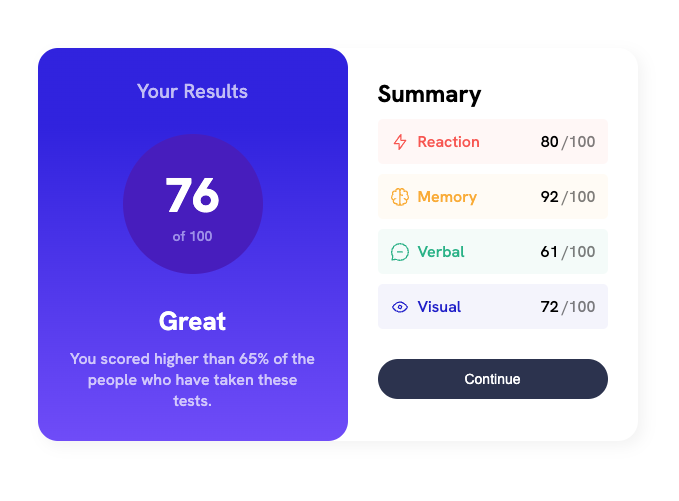 Your Results
76
of 100
Great
You scored higher than 65% of the
people who have taken these
tests.
Summary
Reaction 80 /100
Memory 92 /100
Verbal 61 /100
Visual 72 /100
Continue